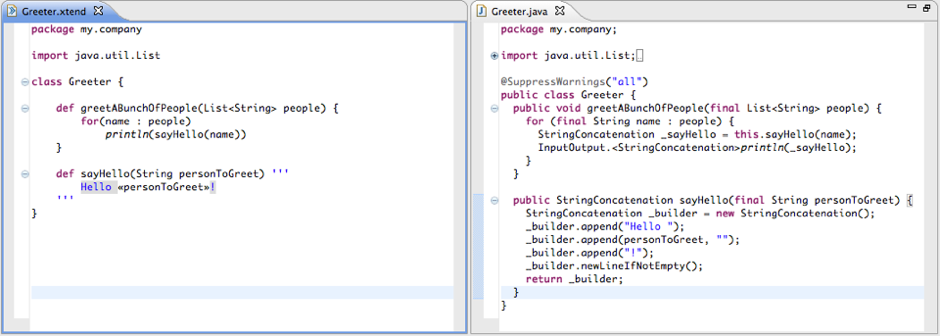 Greeter.xtend
package my.company
import java.util.List
class Greeter {
def greetABunchOfPeople(List<String> people) {
for(name : people)
println(sayHello(name))
}
def sayHello(String personToGreet) '''
Hello «personToGreet»!
'''
}
Greeter.java
package my.company;
import java.util.List;
@SuppressWarnings("all")
public class Greeter {
public void greetABunchOfPeople(final List<String> people) {
for (final String name : people) {
StringConcatenation _sayHello = this.sayHello(name);
InputOutput.<StringConcatenation>println(_sayHello);
}
}
public StringConcatenation sayHello(final String personToGreet) {
StringConcatenation _builder = new StringConcatenation();
_builder.append("Hello ");
_builder.append(personToGreet, "");
_builder.append("!");
_builder.newLineIfNotEmpty();
return _builder;
}
}